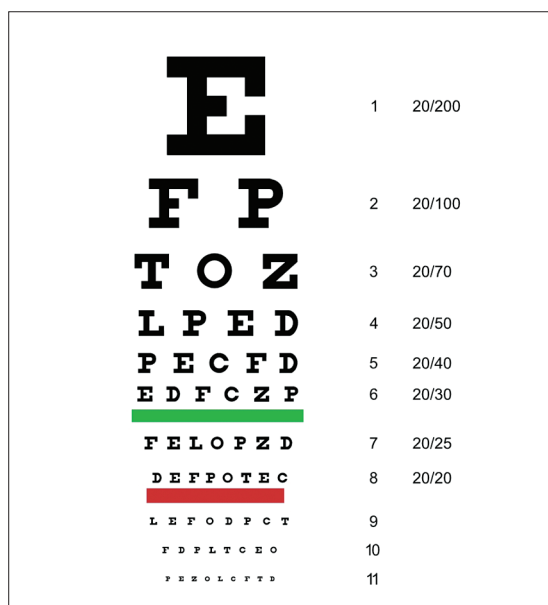 E 1 20/200
F P 2 20/100
T O Z 3 20/70
L P E D 4 20/50
P E C F D 5 20/40
E D F C Z P 6 20/30
F E L O P Z D 7 20/25
D E F P O T E C 8 20/20
L E F O D P C T 9
F D P L T C E O 10
P E Z O L C F T D 11